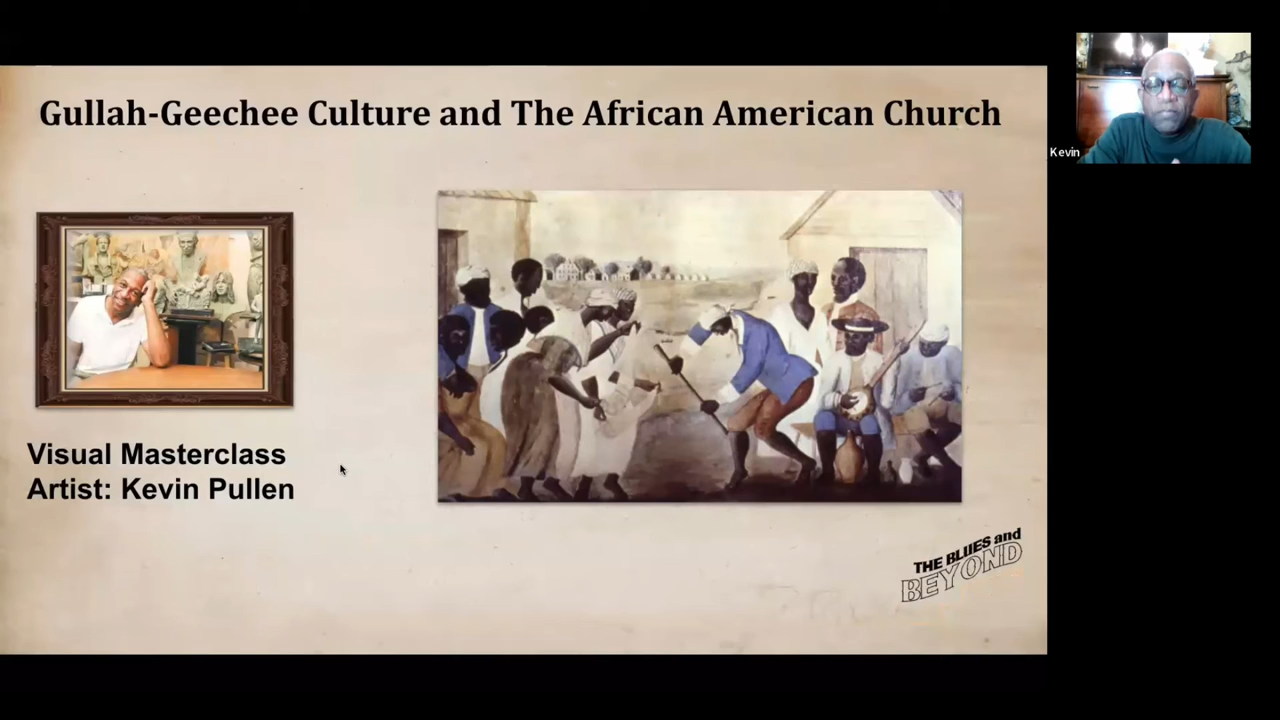 Gullah-Geechee Culture and The African American Church
Kevin
Visual Masterclass
Artist: Kevin Pullen
THE BLUES and
BEYOND